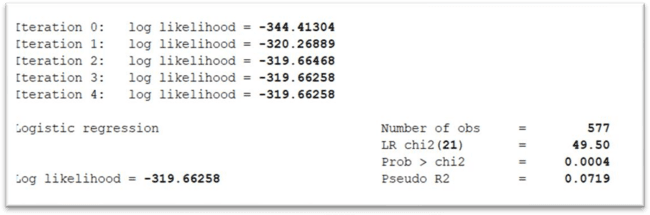 Iteration 0: log likelihood = -344.41304
Iteration 1: log likelihood = -320.26889
Iteration 2: log likelihood = -319.66468
Iteration 3: log likelihood = -319.66258
Iteration 4: log likelihood = -319.66258
Logistic regression Number of obs = 577
LR chi2(21) = 49.50
Prob > chi2 = 0.0004
Log likelihood = -319.66258 Pseudo R2 = 0.0719